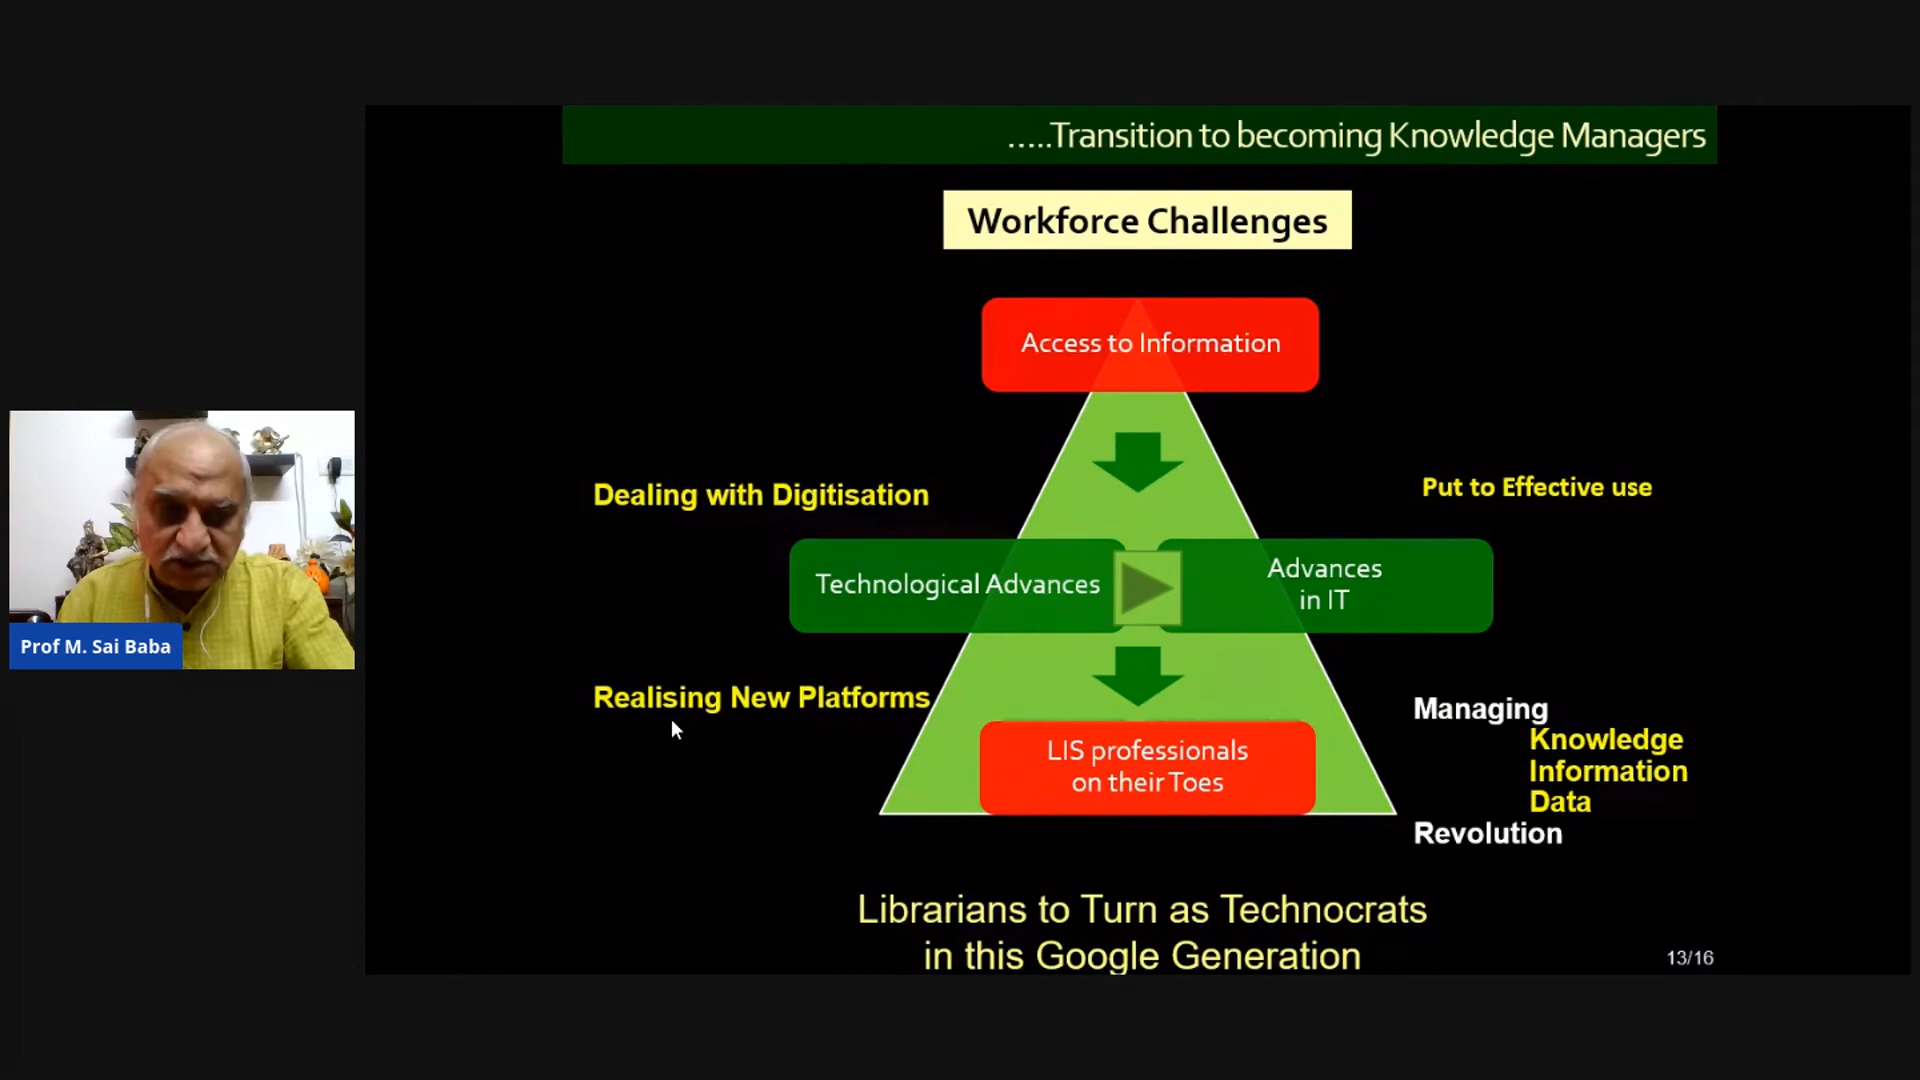 .....Transition to becoming Knowledge Managers
Workforce Challenges
Access to Information
Dealing with Digitisation
Put to Effective use
Technological Advances
Advances
in IT
Prof M. Sai Baba
Realising New Platforms
Managing
Knowledge
Information
Data
Revolution
LIS professionals
on their Toes
Librarians to Turn as Technocrats
in this Google Generation
13/16